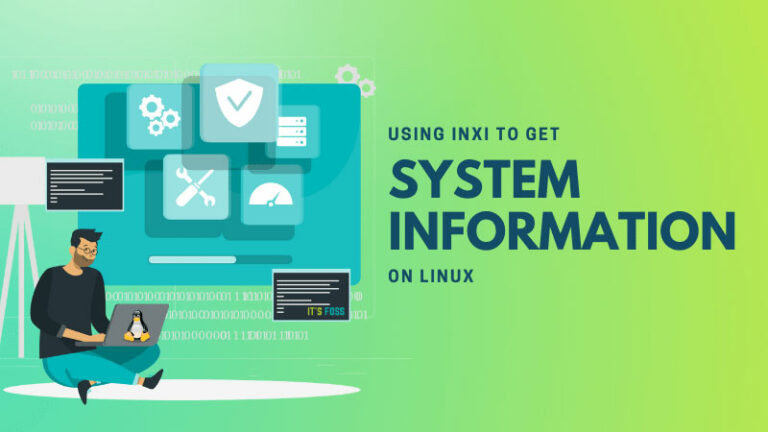 USING INXI TO GET
SYSTEM
INFORMATION
ON LINUX
IT'S FOSS